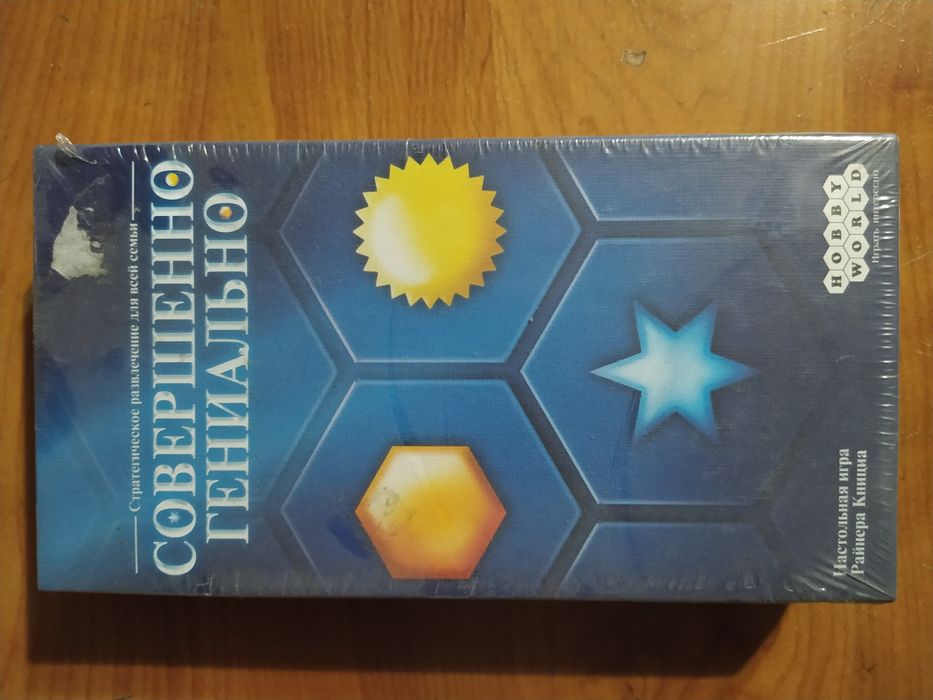 Стратегическое развлечение для всей семьи
СОВЕРШЕННО
ГЕНИАЛЬНО
Настольная игра
Райнера Книциа
HOBBY
WORLD
Играть интересно